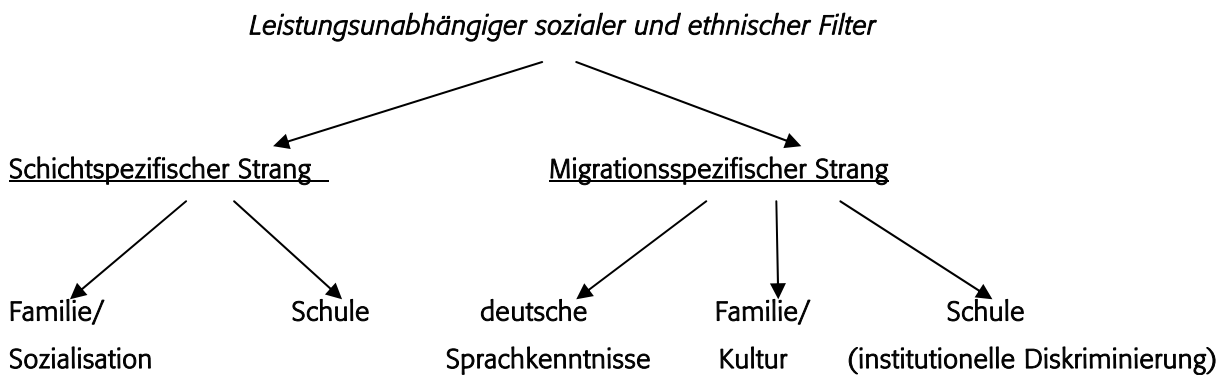 Leistungsunabhängiger sozialer und ethnischer Filter
Schichtspezifischer Strang
Migrationsspezifischer Strang
Familie/
Sozialisation
Schule
deutsche
Sprachkenntnisse
Familie/
Kultur
Schule
(institutionelle Diskriminierung)